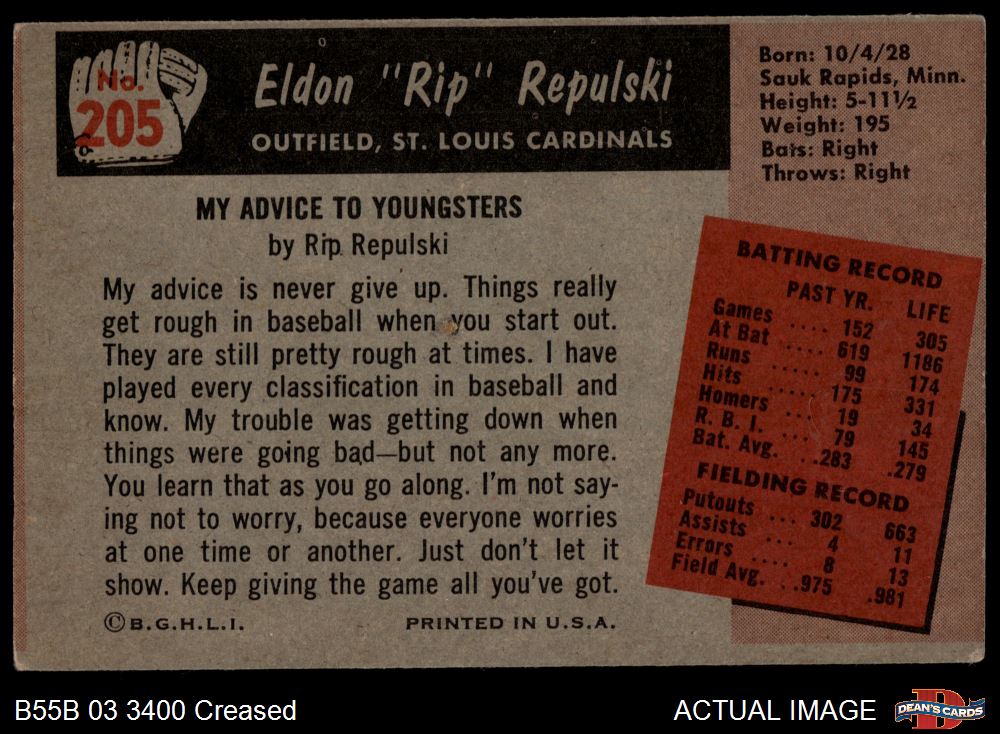 No.
205
Eldon "Rip" Repulski
OUTFIELD, ST. LOUIS CARDINALS
Born: 10/4/28
Sauk Rapids, Minn.
Height: 5-11½
Weight: 195
Bats: Right
Throws: Right
MY ADVICE TO YOUNGSTERS
by Rip Repulski
My advice is never give up. Things really
get rough in baseball when you start out.
They are still pretty rough at times. I have
played every classification in baseball and
know. My trouble was getting down when
things were going bad—but not any more.
You learn that as you go along. I'm not say-
ing not to worry, because everyone worries
at one time or another. Just don't let it
show. Keep giving the game all you've got.
©B.G.H.L.I. PRINTED IN U.S.A.
BATTING RECORD
PAST YR. LIFE
Games .... 152 305
At Bat .... 619 1186
Runs ..... 99 174
Hits ..... 175 331
Homers ... 19 34
R. B. I. ... 79 145
Bat. Avg. . .283 .279
FIELDING RECORD
Putouts ... 302 663
Assists ... 4 11
Errors .... 8 13
Field Avg. . .975 .981
B55B 03 3400 Creased
ACTUAL IMAGE
DEAN'S CARDS